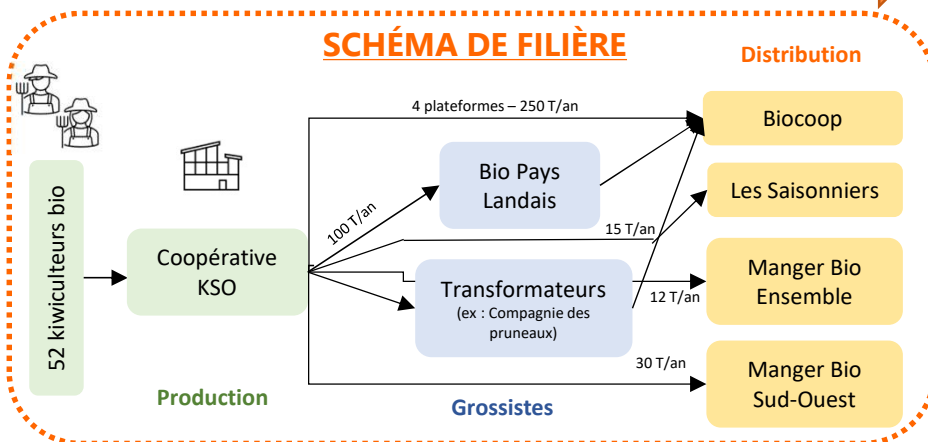 SCHÉMA DE FILIÈRE
Distribution
4 plateformes – 250 T/an
Biocoop
Bio Pays
Landais
Les Saisonniers
100 T/an
15 T/an
52 kiwiculteurs bio
Coopérative
KSO
Transformateurs
(ex : Compagnie des
pruneaux)
Manger Bio
Ensemble
12 T/an
30 T/an
Manger Bio
Sud-Ouest
Production
Grossistes